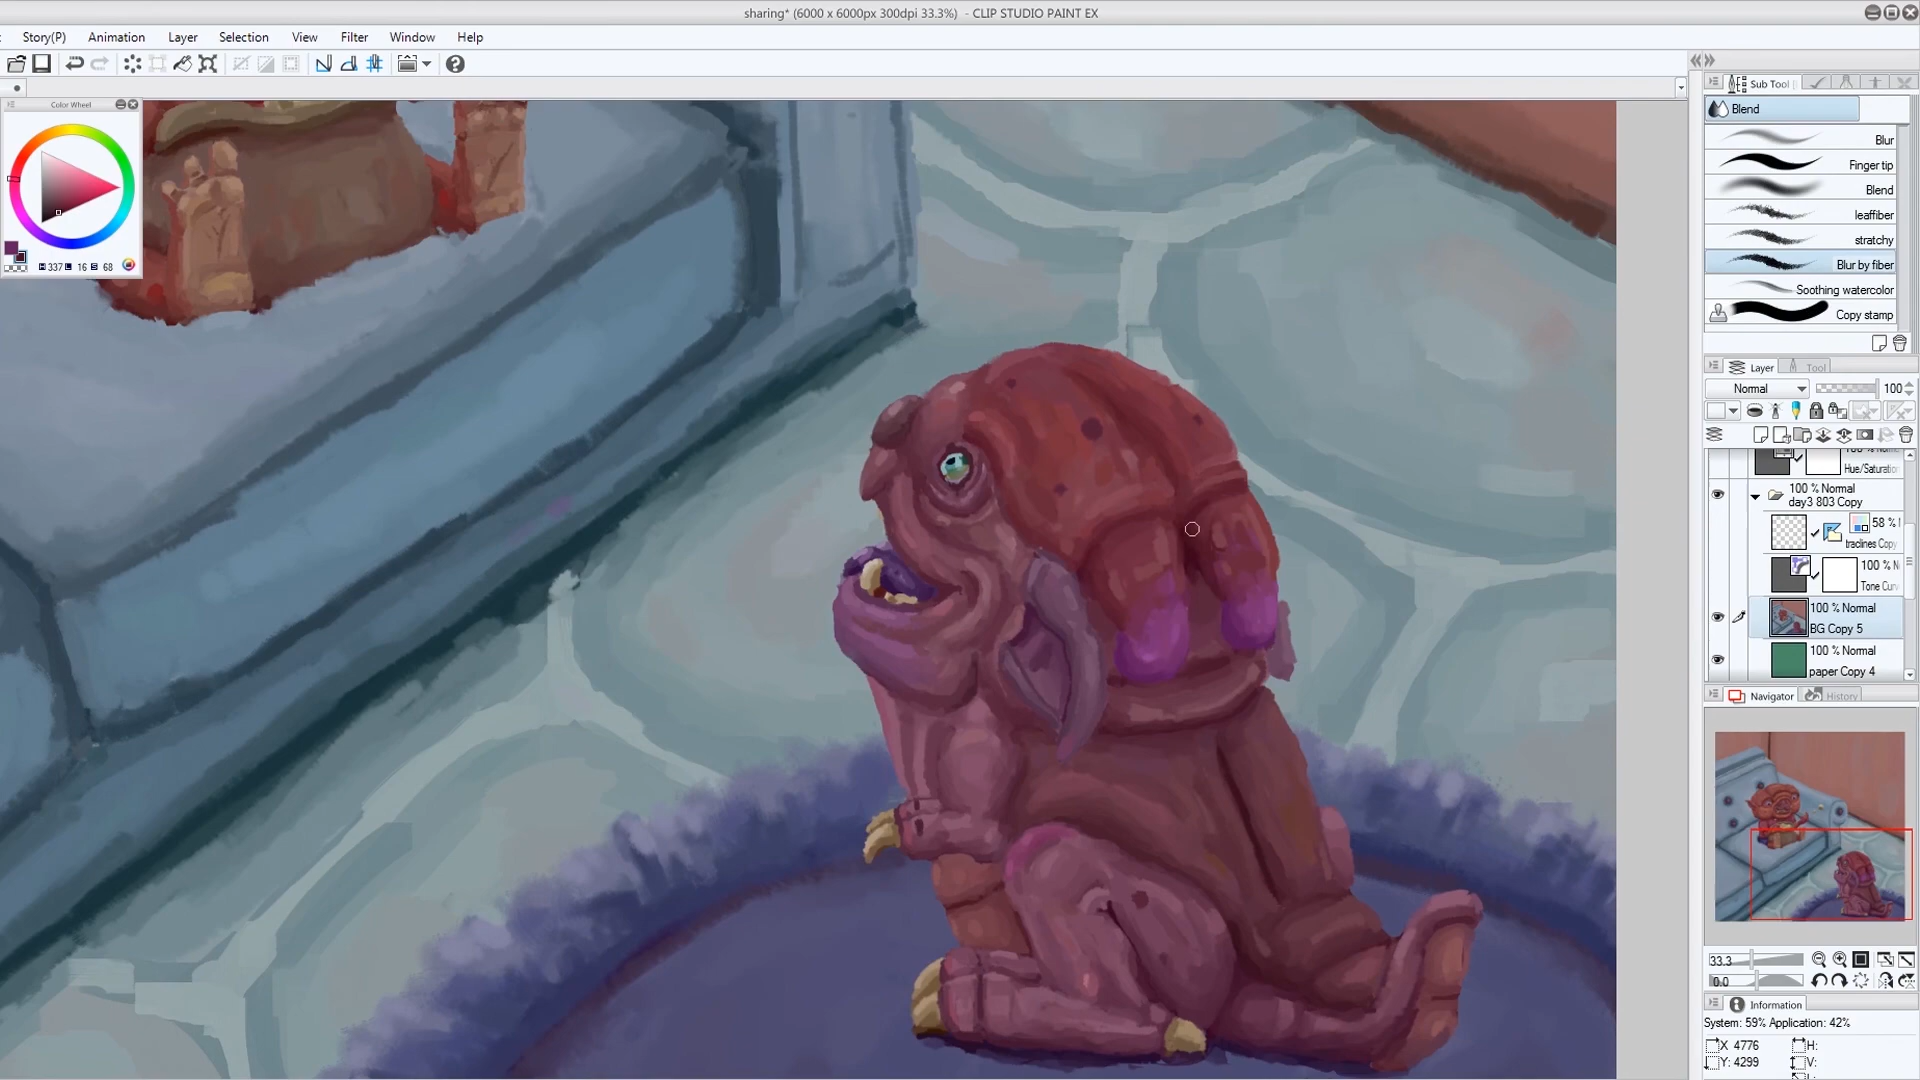 sharing* (6000 x 6000px 300dpi 33.3%) - CLIP STUDIO PAINT EX
Story(P) Animation Layer Selection View Filter Window Help
Color Wheel
337 16 68
Sub Tool
Blend
Blur
Finger tip
Blend
leaffiber
stratchy
Blur by fiber
Soothing watercolor
Copy stamp
Layer Tool
Normal 100
Hue/Saturation
100 % Normal
day3 803 Copy
58 %
traclines Copy
100 % N
Tone Cur
100 % Normal
BG Copy 5
100 % Normal
paper Copy 4
Navigator History
33.3
0.0
Information
System: 59% Application: 42%
X 4776 H:
Y: 4299 V: